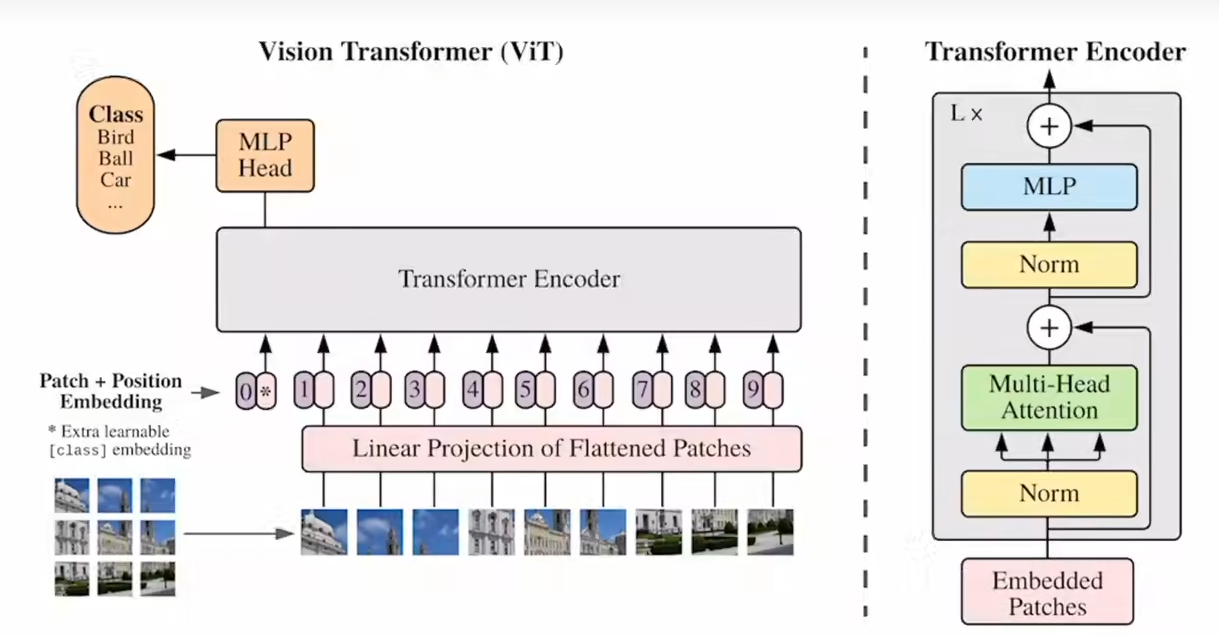 Vision Transformer (ViT)
Class
Bird
Ball
Car
...
MLP
Head
Transformer Encoder
Patch + Position
Embedding
0 * 1 2 3 4 5 6 7 8 9
* Extra learnable
[class] embedding
Linear Projection of Flattened Patches
Transformer Encoder
L ×
+
MLP
Norm
+
Multi-Head
Attention
Norm
Embedded
Patches